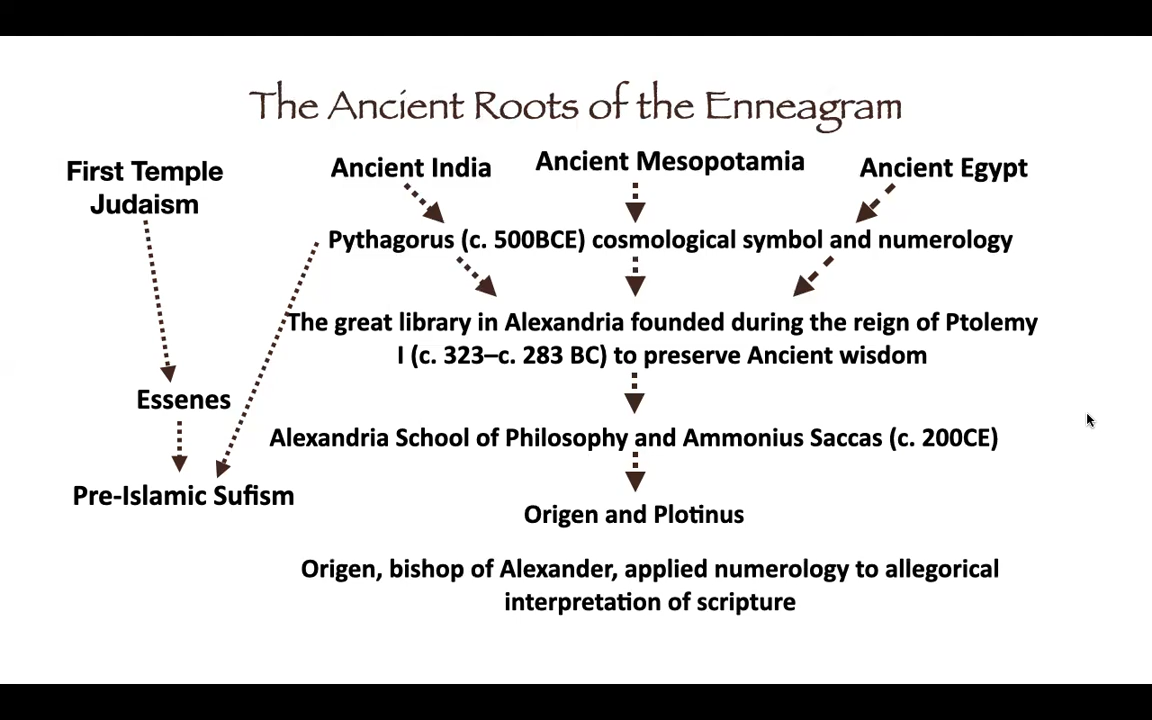 The Ancient Roots of the Enneagram
First Temple
Judaism
Ancient India
Ancient Mesopotamia
Ancient Egypt
Pythagorus (c. 500BCE) cosmological symbol and numerology
The great library in Alexandria founded during the reign of Ptolemy
I (c. 323–c. 283 BC) to preserve Ancient wisdom
Essenes
Alexandria School of Philosophy and Ammonius Saccas (c. 200CE)
Pre-Islamic Sufism
Origen and Plotinus
Origen, bishop of Alexander, applied numerology to allegorical
interpretation of scripture